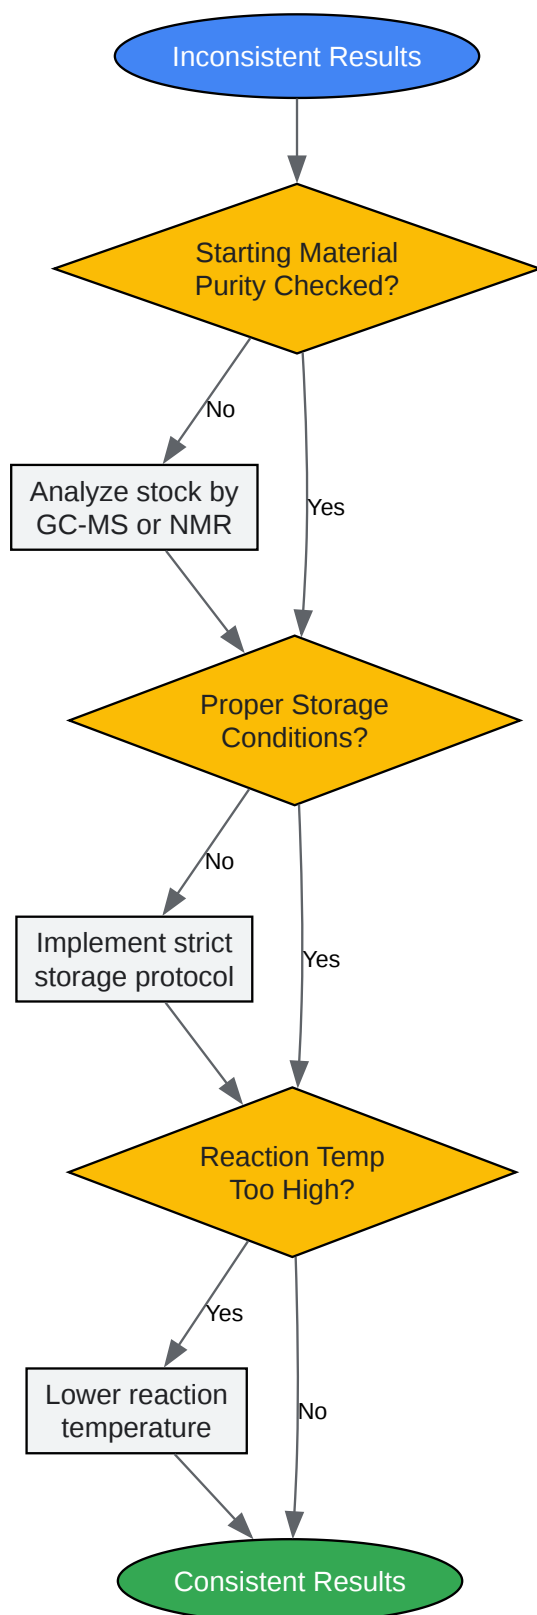 Inconsistent Results
Starting Material
Purity Checked?
No
Analyze stock by
GC-MS or NMR
Yes
Proper Storage
Conditions?
No
Implement strict
storage protocol
Yes
Reaction Temp
Too High?
Yes
Lower reaction
temperature
No
Consistent Results